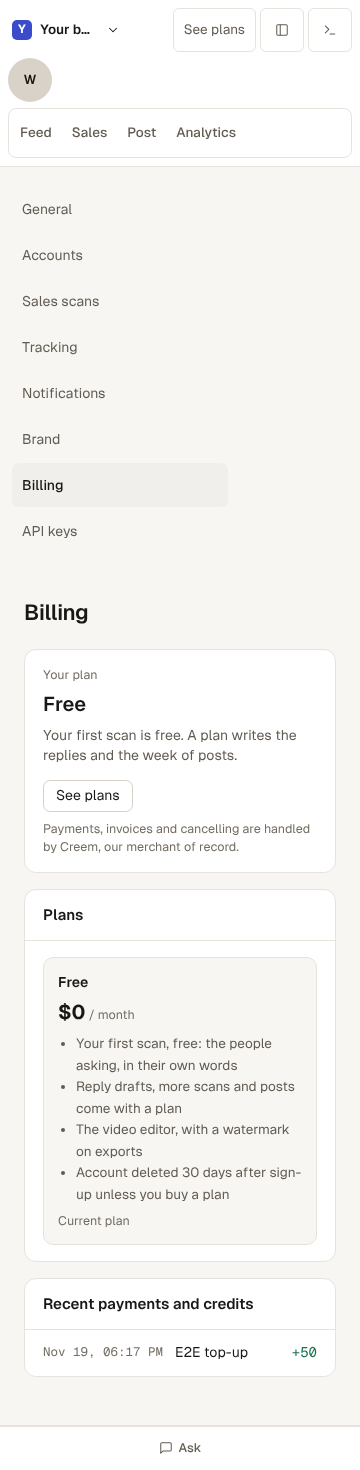 Y Your b... See plans
W
Feed Sales Post Analytics
General
Accounts
Sales scans
Tracking
Notifications
Brand
Billing
API keys
Billing
Your plan
Free
Your first scan is free. A plan writes the
replies and the week of posts.
See plans
Payments, invoices and cancelling are handled
by Creem, our merchant of record.
Plans
Free
$0 / month
• Your first scan, free: the people
asking, in their own words
• Reply drafts, more scans and posts
come with a plan
• The video editor, with a watermark
on exports
• Account deleted 30 days after sign-
up unless you buy a plan
Current plan
Recent payments and credits
Nov 19, 06:17 PM E2E top-up +50
Ask